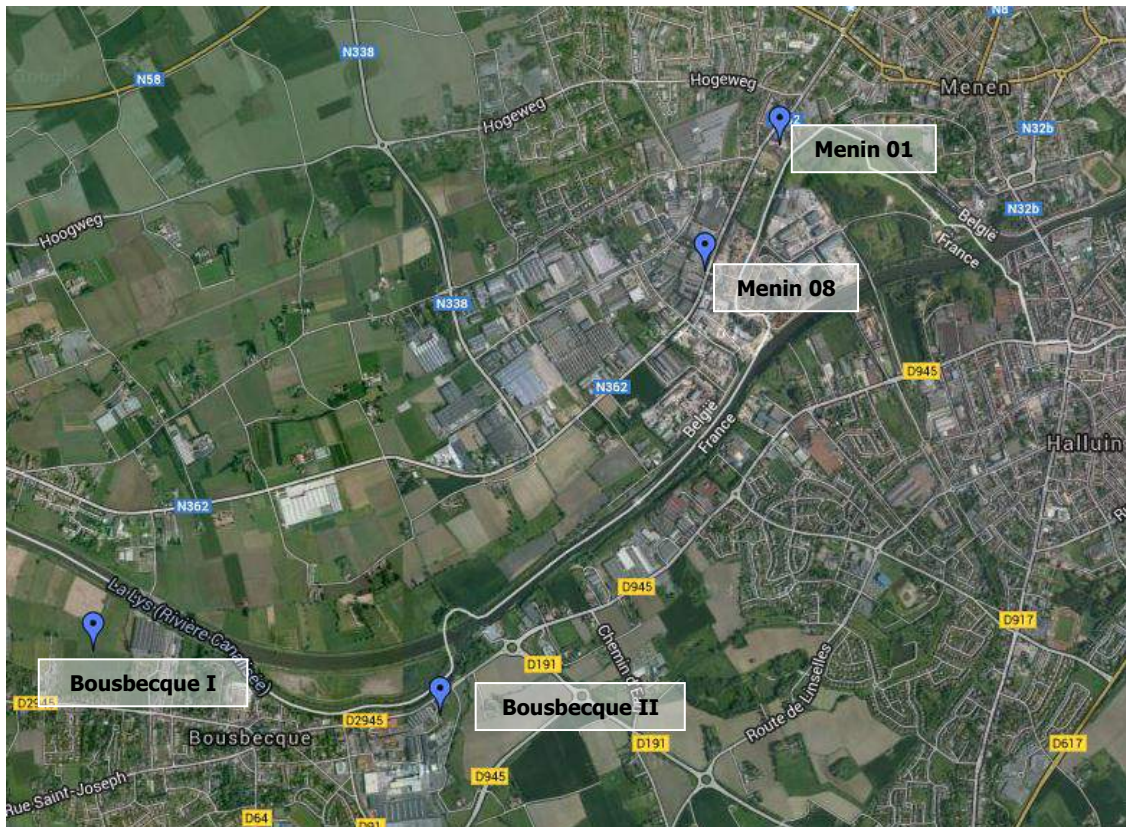 N338
N8
N58
Hogeweg
Menen
Hogeweg
2
Menin 01
N32b
N32b
Hoogweg
België
France
Menin 08
N338
D945
N362
België
France
Halluin
N362
La Lys (Rivière Canalisée)
D945
D917
Chemin d'E
Bousbecque I
D191
Route de Linselles
D2945
Bousbecque II
D2945
Bousbecque
D191
D617
D945
Rue Saint-Joseph
D64
D91